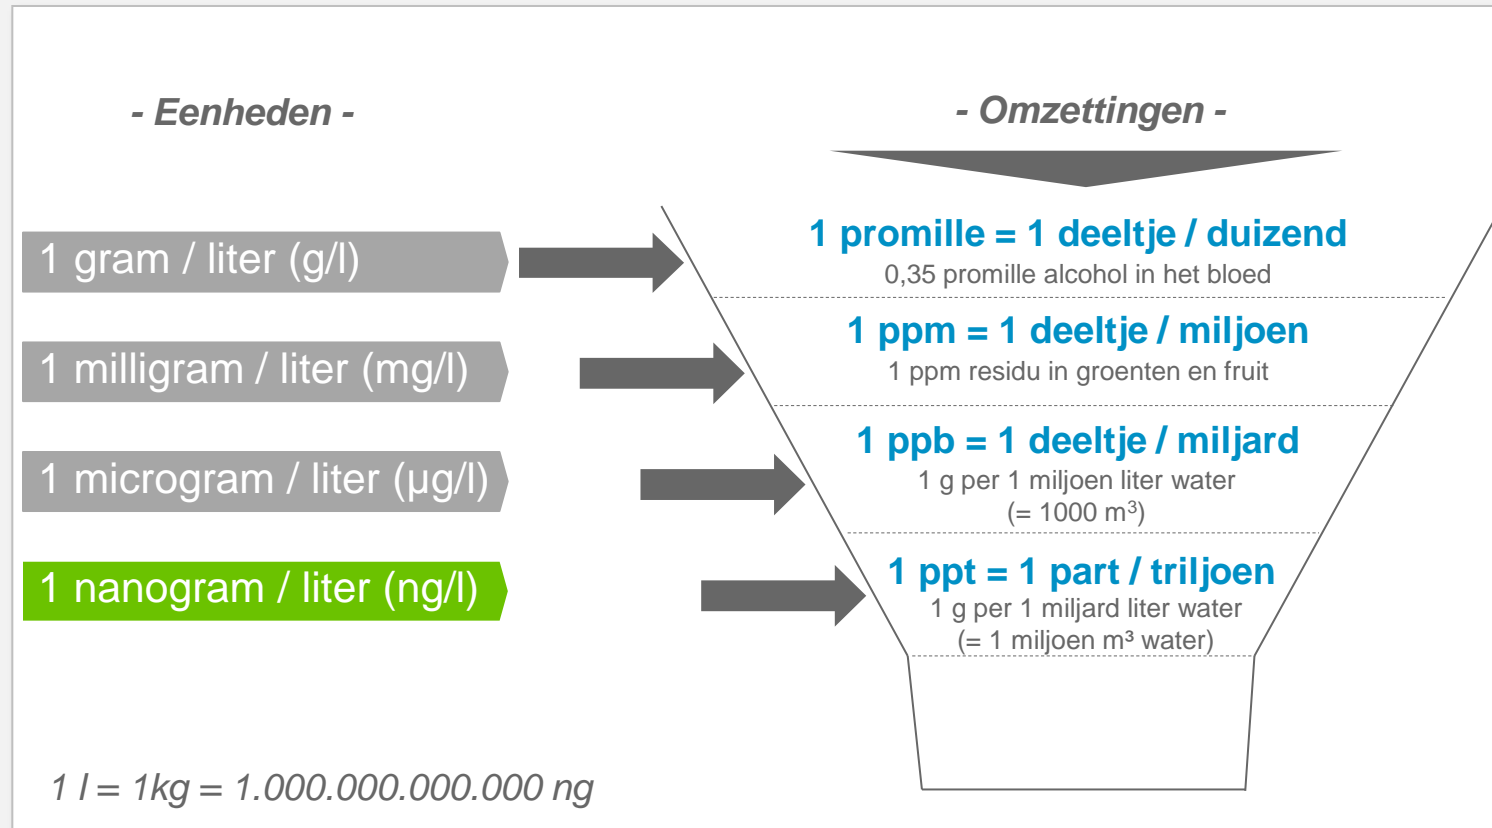 - Eenheden -
- Omzettingen -
1 gram / liter (g/l)
1 promille = 1 deeltje / duizend
0,35 promille alcohol in het bloed
1 milligram / liter (mg/l)
1 ppm = 1 deeltje / miljoen
1 ppm residu in groenten en fruit
1 microgram / liter (µg/l)
1 ppb = 1 deeltje / miljard
1 g per 1 miljoen liter water
(= 1000 m³)
1 nanogram / liter (ng/l)
1 ppt = 1 part / triljoen
1 g per 1 miljard liter water
(= 1 miljoen m³ water)
1 l = 1kg = 1.000.000.000.000 ng